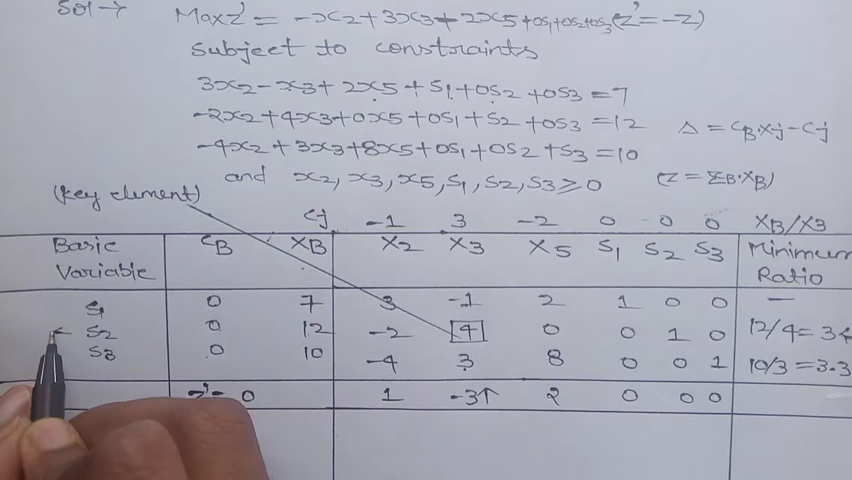 Sol→ Max Z' = -x2+3x3-2x5+0s1+0s2+0s3 (Z'=-Z)
Subject to constraints
3x2-x3+2x5+s1+0s2+0s3=7
-2x2+4x3+0x5+0s1+s2+0s3=12 Δ=CB.Xj-Cj
-4x2+3x3+8x5+0s1+0s2+s3=10
and x2,x3,x5,s1,s2,s3≥0 (Z=ΣB.XB)
(Key element)
Cj -1 3 -2 0 0 0 XB/X3
Basic CB XB X2 X3 X5 S1 S2 S3 Minimum
Variable Ratio
S1 0 7 3 -1 2 1 0 0 —
← S2 0 12 -2 4 0 0 1 0 12/4=3←
S3 0 10 -4 3 8 0 0 1 10/3=3.3
Z'= 0 1 -3↑ 2 0 0 0